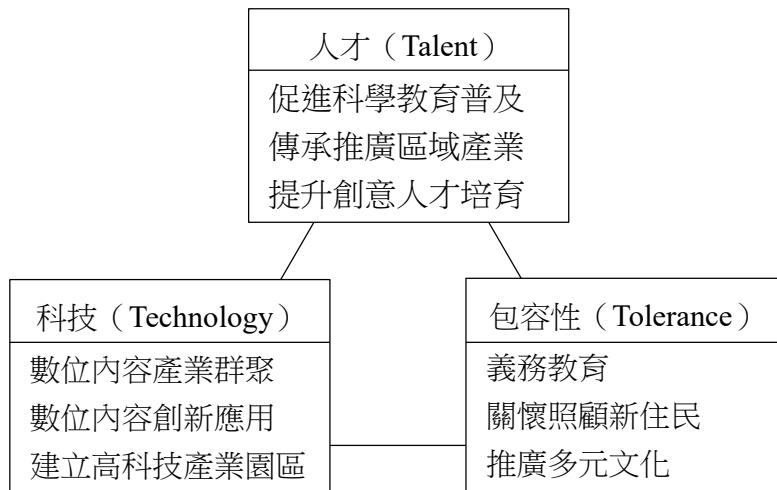 人才（Talent）
促進科學教育普及
傳承推廣區域產業
提升創意人才培育
科技（Technology）
數位內容產業群聚
數位內容創新應用
建立高科技產業園區
包容性（Tolerance）
義務教育
關懷照顧新住民
推廣多元文化